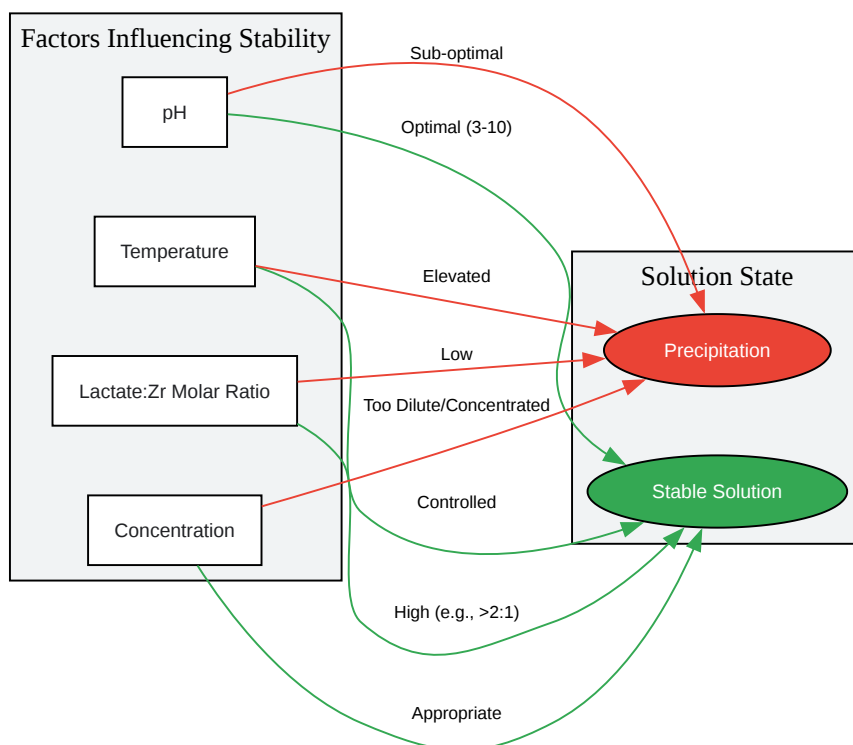 Factors Influencing Stability
Sub-optimal
pH
Optimal (3-10)
Temperature
Elevated
Solution State
Precipitation
Low
Lactate:Zr Molar Ratio
Too Dilute/Concentrated
Stable Solution
Controlled
Concentration
High (e.g., >2:1)
Appropriate